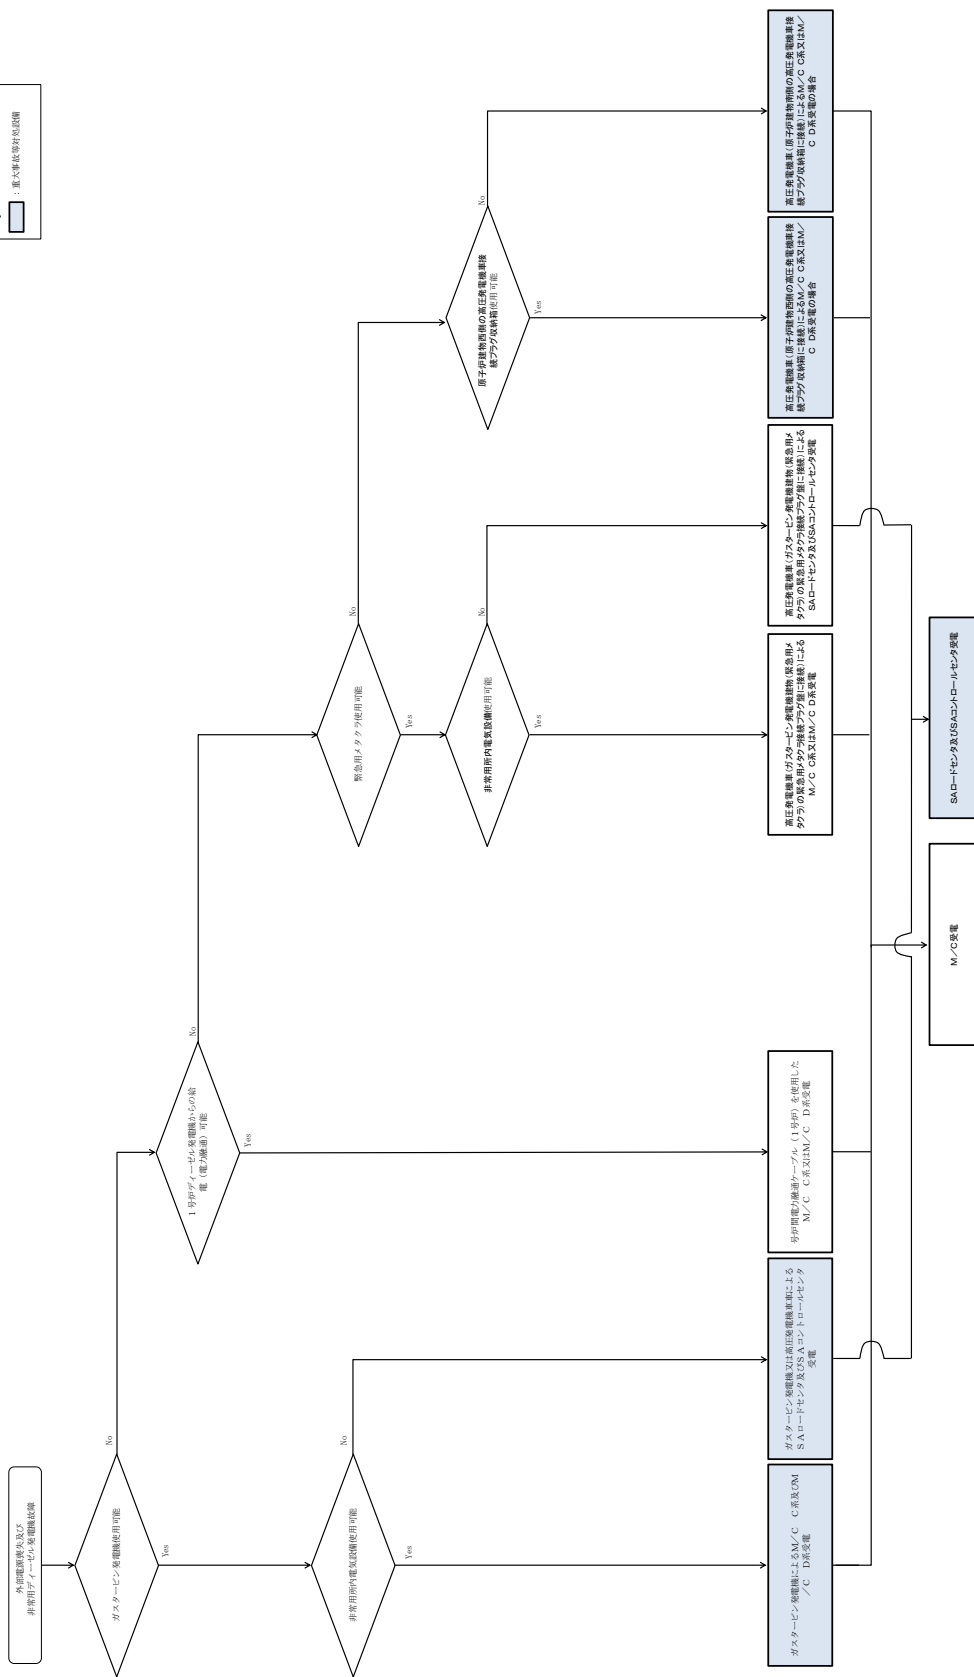 ：重大事故等対処設備
外部電源喪失及び
非常用ディーゼル発電機故障
ガスタービン発電機使用可能
No
Yes
非常用所内電気設備使用可能
No
Yes
1号炉ディーゼル発電機からの給
電（電力融通）可能
No
Yes
緊急用メタクラ使用可能
No
Yes
非常用所内電気設備使用可能
No
Yes
原子炉建物西側の高圧発電機車接
続プラグ収納箱使用可能
No
Yes
ガスタービン発電機によるM／C　C系及びM
／C　D系受電
ガスタービン発電機又は高圧発電機車車による
SAロードセンタ及びSAコントロールセンタ
受電
号炉間電力融通ケーブル（1号炉）を使用した
M／C　C系又はM／C　D系受電
高圧発電機車（ガスタービン発電機建物（緊急用メ
タクラ）の緊急用メタクラ接続プラグ盤に接続）による
M／C　C系又はM／C　D系受電
高圧発電機車（ガスタービン発電機建物（緊急用メ
タクラ）の緊急用メタクラ接続プラグ盤に接続）による
SAロードセンタ及びSAコントロールセンタ受電
高圧発電機車（原子炉建物西側の高圧発電機車接
続プラグ収納箱に接続）によるM／C　C系又はM／
C　D系受電の場合
高圧発電機車（原子炉建物南側の高圧発電機車接
続プラグ収納箱に接続）によるM／C　C系又はM／
C　D系受電の場合
M／C受電
SAロードセンタ及びSAコントロールセンタ受電